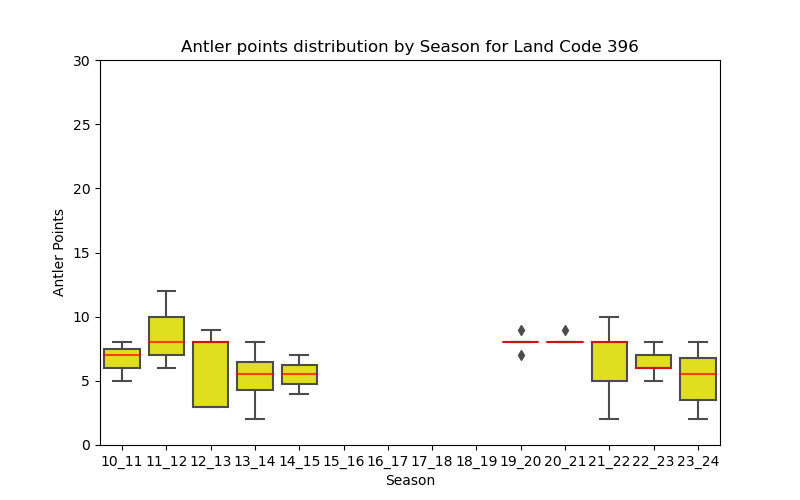 Antler points distribution by Season for Land Code 396
30
25
20
15
10
5
0
Antler Points
10_11 11_12 12_13 13_14 14_15 15_16 16_17 17_18 18_19 19_20 20_21 21_22 22_23 23_24
Season